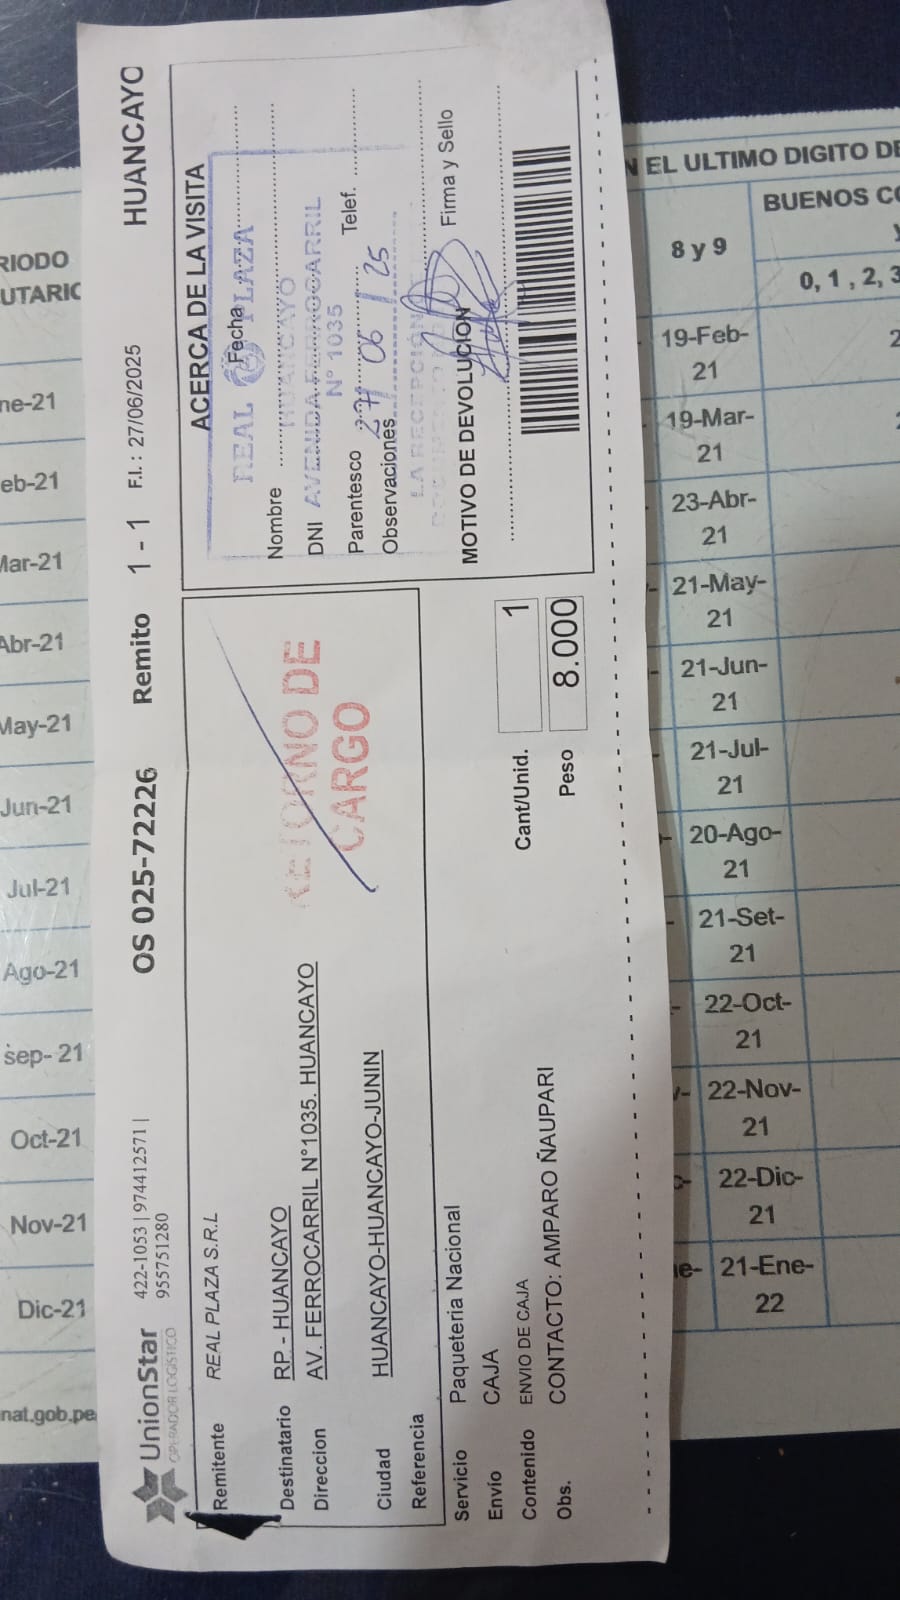 UnionStar
OPERADOR LOGÍSTICO
422-1053 | 974412571 |
955751280
OS 025-72226
Remito 1 - 1
F.I. : 27/06/2025
HUANCAYO
Remitente REAL PLAZA S.R.L
Destinatario RP - HUANCAYO
Direccion AV. FERROCARRIL N°1035. HUANCAYO
Ciudad HUANCAYO-HUANCAYO-JUNIN
Referencia
RETORNO DE
CARGO
Servicio Paqueteria Nacional
Envío CAJA
Contenido ENVIO DE CAJA
Obs. CONTACTO: AMPARO ÑAUPARI
Cant/Unid. 1
Peso 8.000
ACERCA DE LA VISITA
Fecha
REAL PLAZA
Nombre
HUANCAYO
DNI
AVENIDA FERROCARRIL
N° 1035
Parentesco
Telef.
27 06 25
Observaciones
LA RECEPCIÓN
MOTIVO DE DEVOLUCION
Firma y Sello
RIODO
UTARIO
ne-21
eb-21
Mar-21
Abr-21
May-21
Jun-21
Jul-21
Ago-21
sep- 21
Oct-21
Nov-21
Dic-21
nat.gob.pe
N EL ULTIMO DIGITO DE
8 y 9
BUENOS CO
y
0, 1 , 2, 3
19-Feb-
21
19-Mar-
21
23-Abr-
21
21-May-
21
21-Jun-
21
21-Jul-
21
20-Ago-
21
21-Set-
21
22-Oct-
21
22-Nov-
21
22-Dic-
21
21-Ene-
22